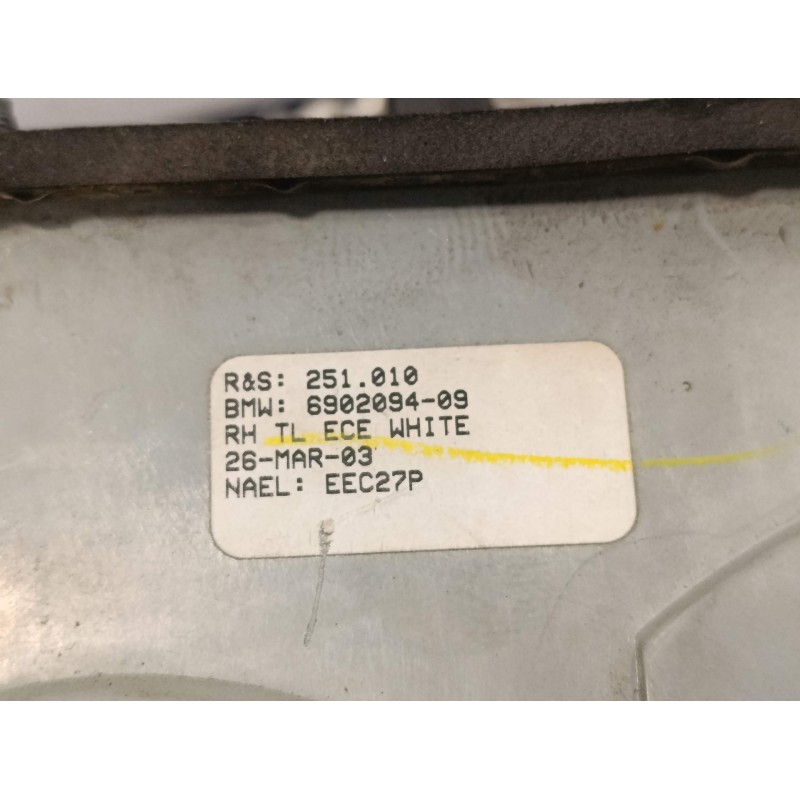 R&S: 251.010
BMW: 6902094-09
RH TL ECE WHITE
26-MAR-03
NAEL: EEC27P